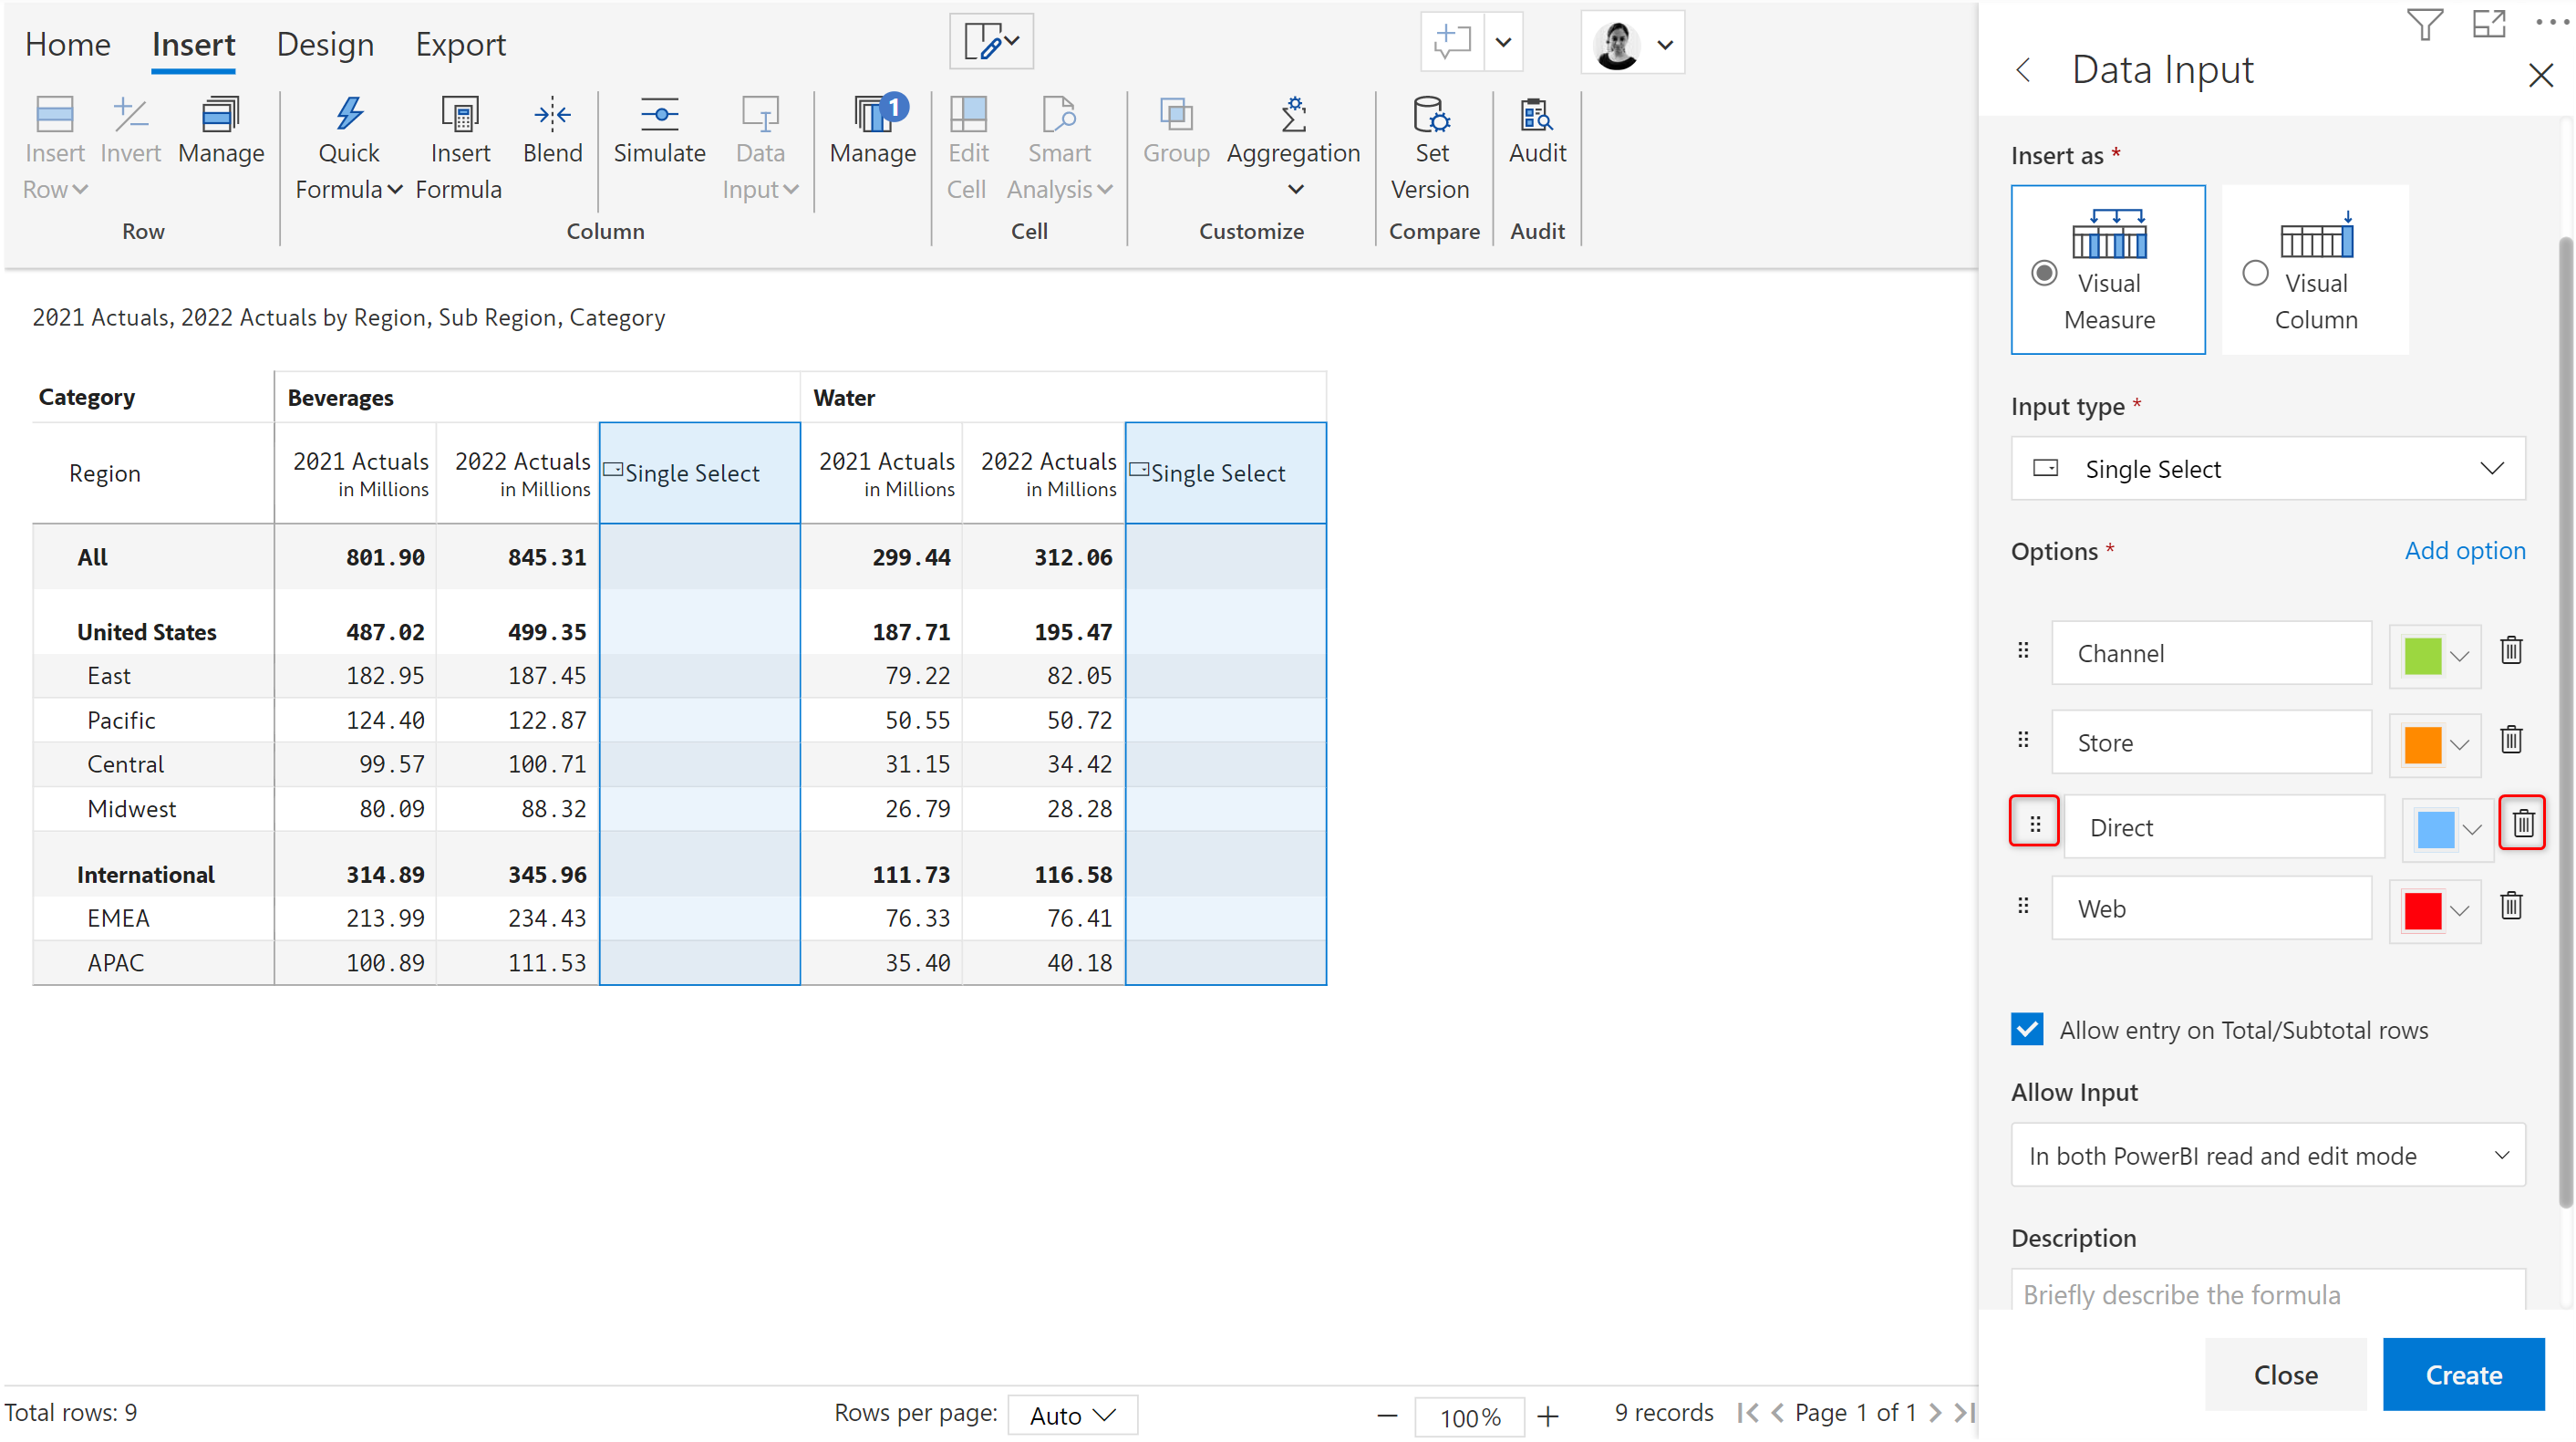 Home Insert Design Export
Insert Row Invert Manage Quick Formula Insert Formula Blend Simulate Data Input Manage 1 Edit Cell Smart Analysis Group Aggregation Set Version Audit
Row Column Cell Customize Compare Audit
2021 Actuals, 2022 Actuals by Region, Sub Region, Category
Category Beverages Water
Region 2021 Actuals in Millions 2022 Actuals in Millions Single Select 2021 Actuals in Millions 2022 Actuals in Millions Single Select
All 801.90 845.31 299.44 312.06
United States 487.02 499.35 187.71 195.47
East 182.95 187.45 79.22 82.05
Pacific 124.40 122.87 50.55 50.72
Central 99.57 100.71 31.15 34.42
Midwest 80.09 88.32 26.79 28.28
International 314.89 345.96 111.73 116.58
EMEA 213.99 234.43 76.33 76.41
APAC 100.89 111.53 35.40 40.18
Total rows: 9 Rows per page: Auto 100% 9 records Page 1 of 1
Data Input
Insert as *
Visual Measure
Visual Column
Input type *
Single Select
Options * Add option
Channel
Store
Direct
Web
Allow entry on Total/Subtotal rows
Allow Input
In both PowerBI read and edit mode
Description
Briefly describe the formula
Close Create